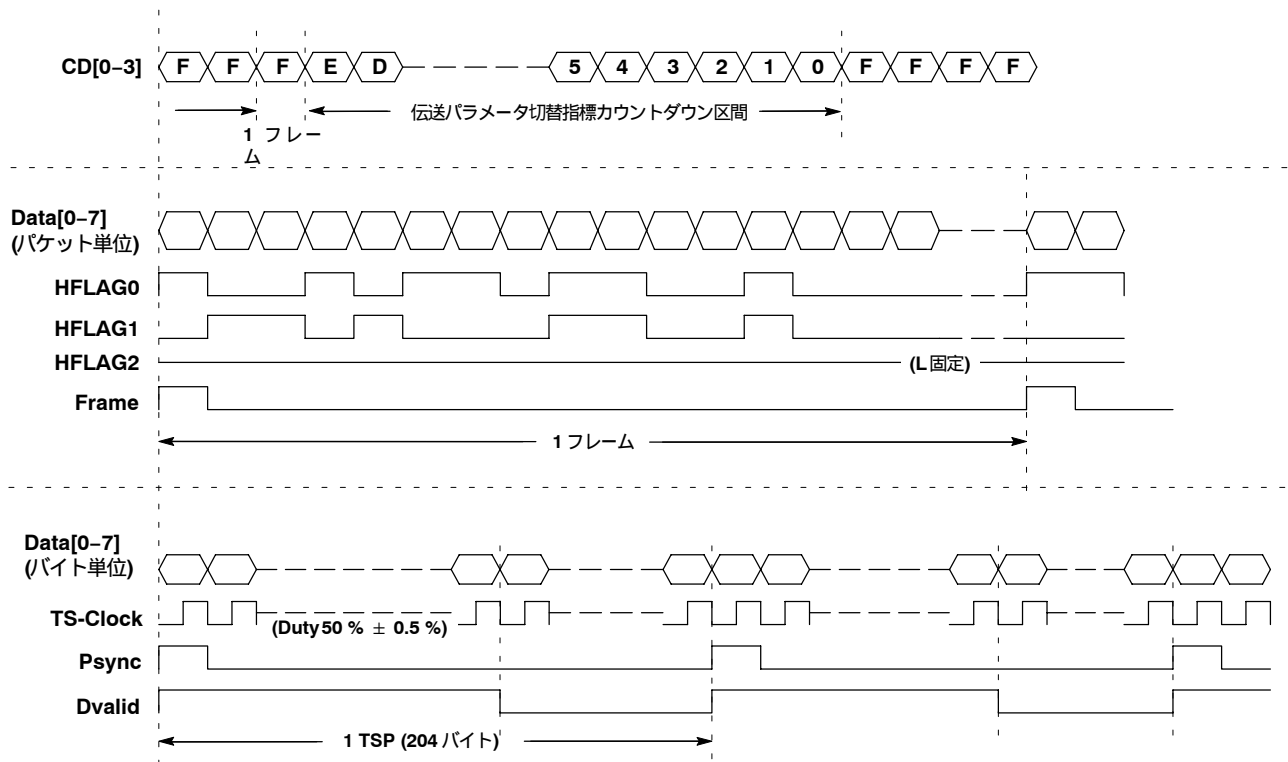 CD[0–3] F F F E D 5 4 3 2 1 0 F F F F
伝送パラメータ切替指標カウントダウン区間
1 フレー
ム
Data[0–7]
(パケット単位)
HFLAG0
HFLAG1
HFLAG2
(L 固定)
Frame
1 フレーム
Data[0–7]
(バイト単位)
TS-Clock
(Duty 50 % ± 0.5 %)
Psync
Dvalid
1 TSP (204 バイト)